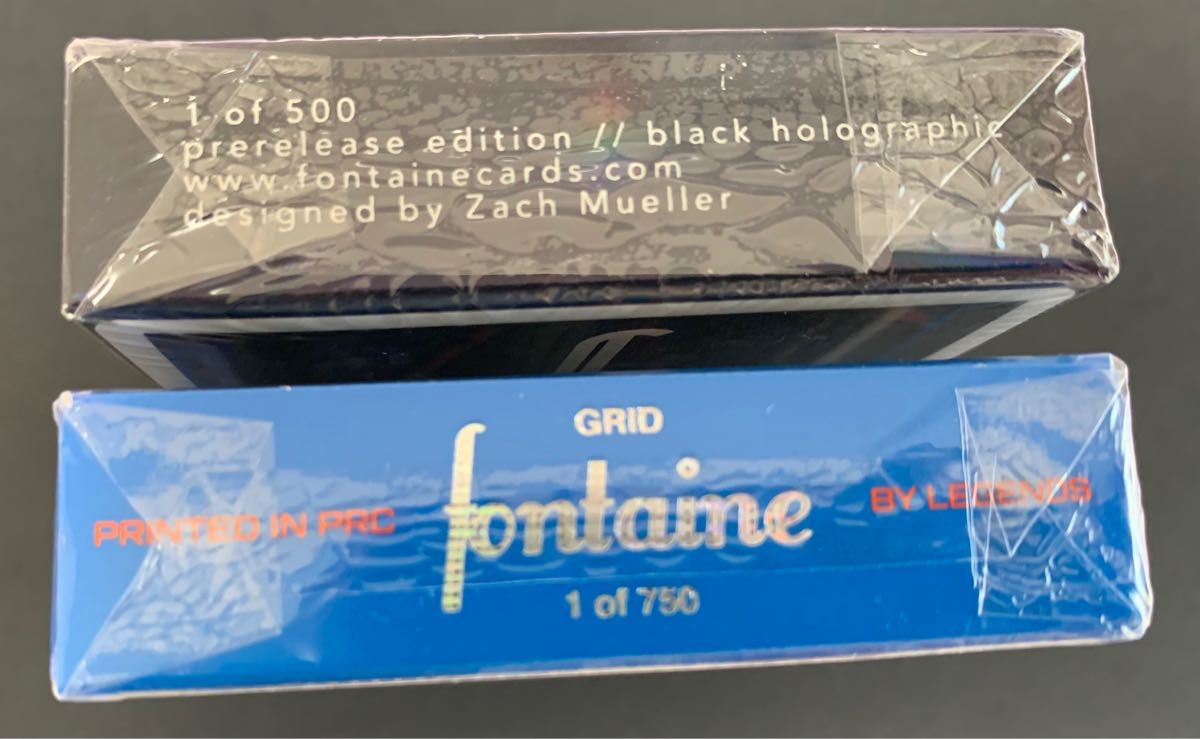 1 of 500
prerelease edition // black holographic
www.fontainecards.com
designed by Zach Mueller
GRID
PRINTED IN PRC fontaine BY LEGENDS
1 of 750